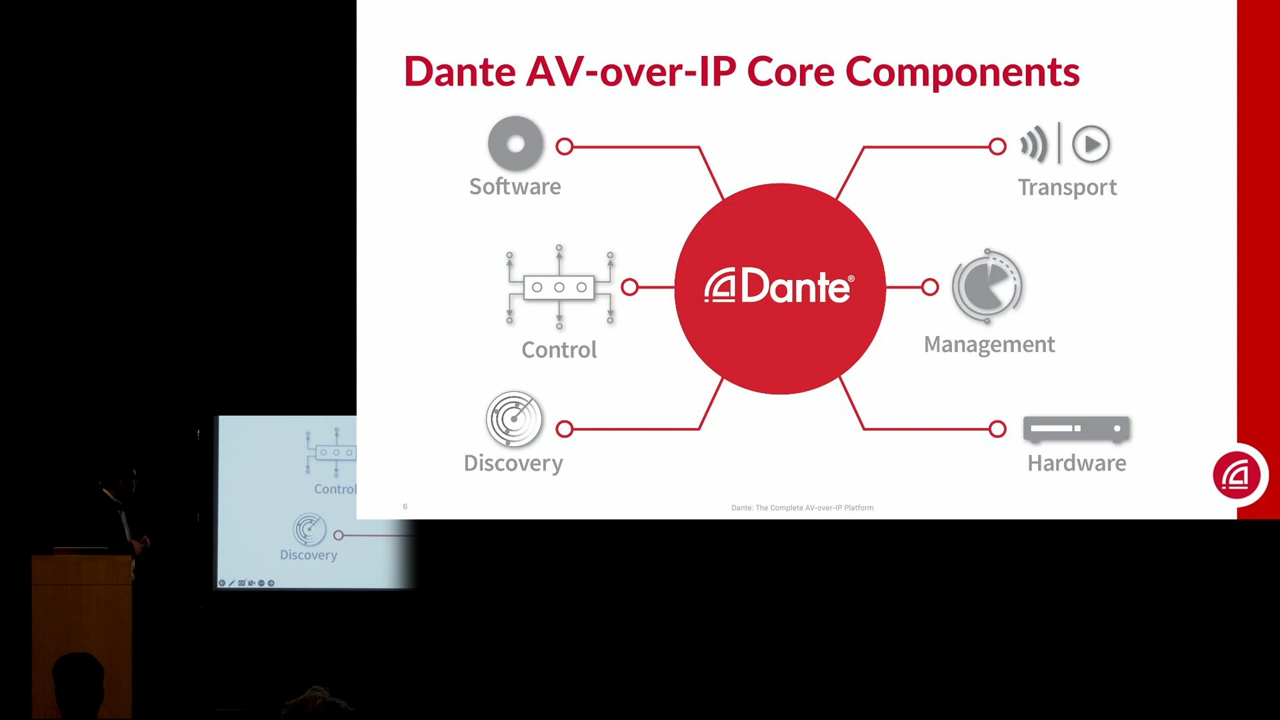 Dante AV-over-IP Core Components
Software
Transport
Dante®
Control
Management
Discovery
Hardware
6
Dante: The Complete AV-over-IP Platform
Control
Discovery